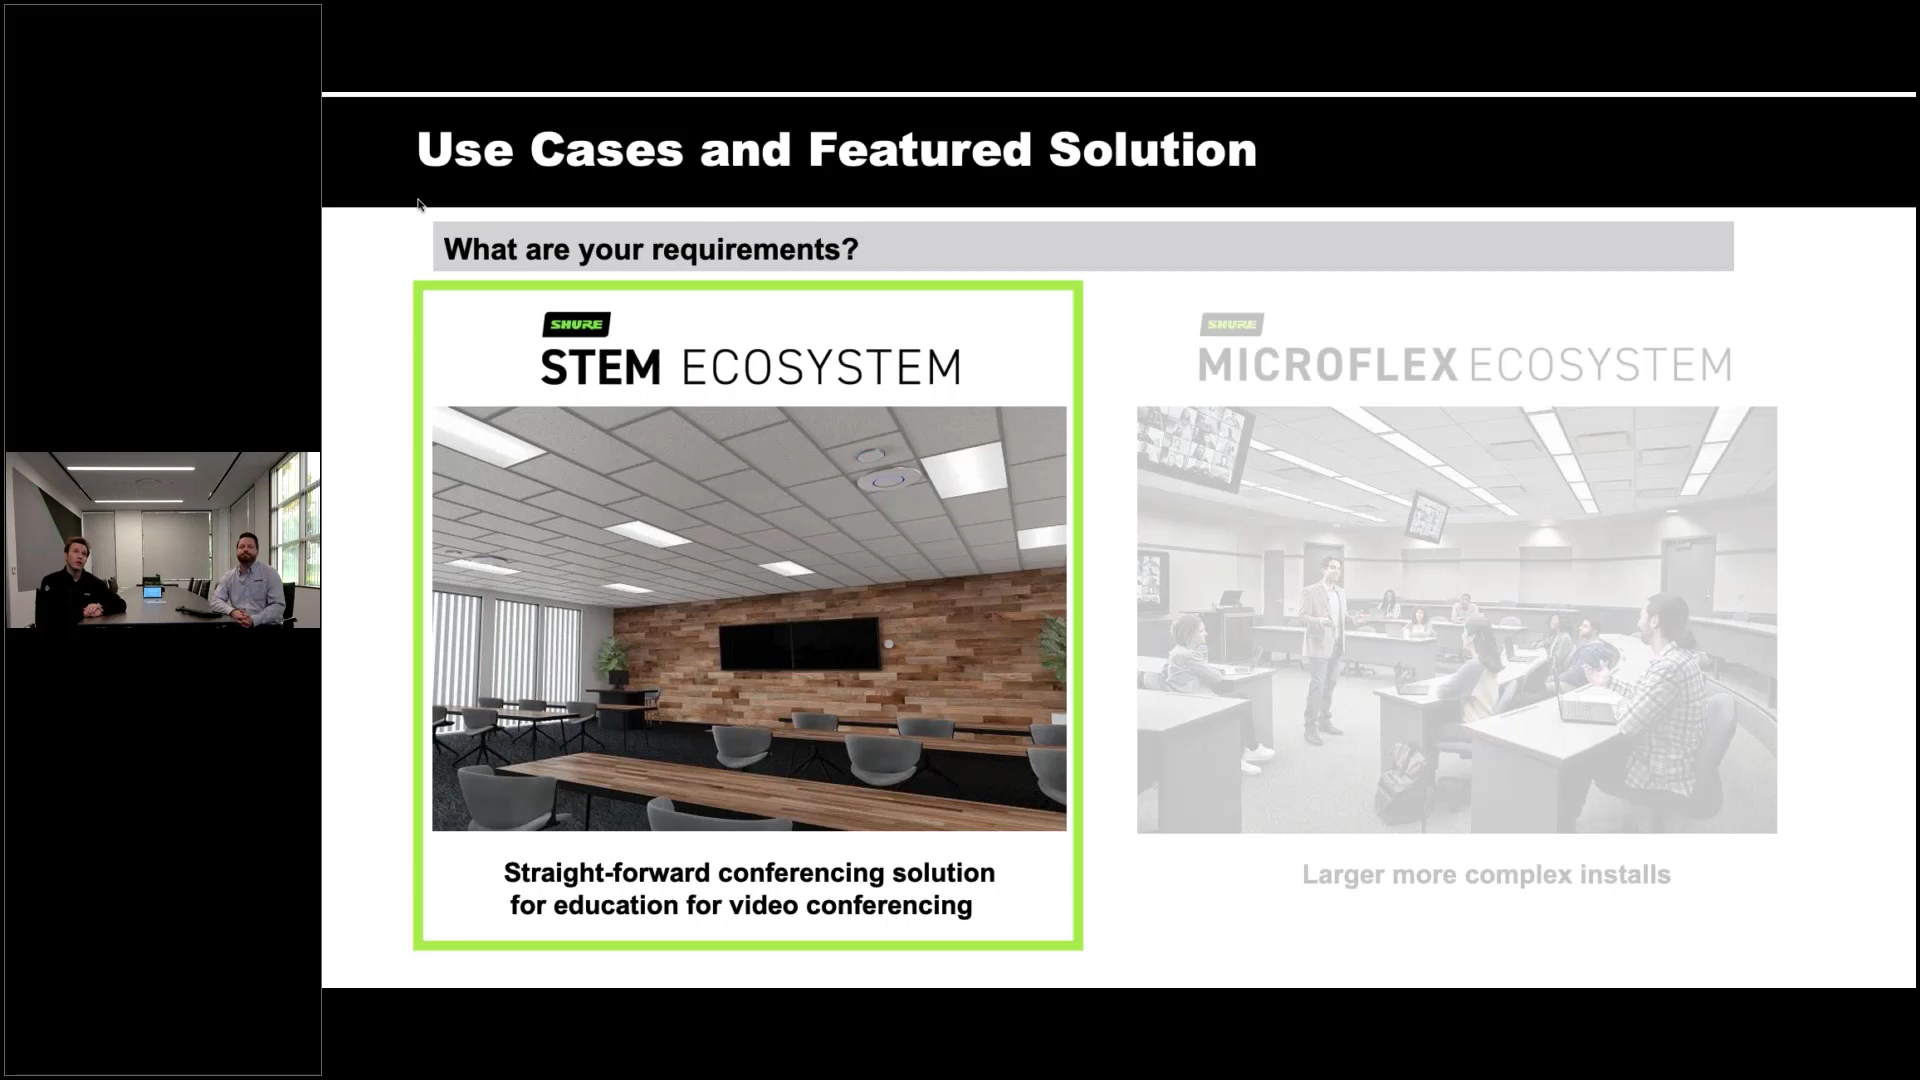 Use Cases and Featured Solution
What are your requirements?
SHURE
STEM ECOSYSTEM
SHURE
MICROFLEX ECOSYSTEM
Straight-forward conferencing solution
for education for video conferencing
Larger more complex installs